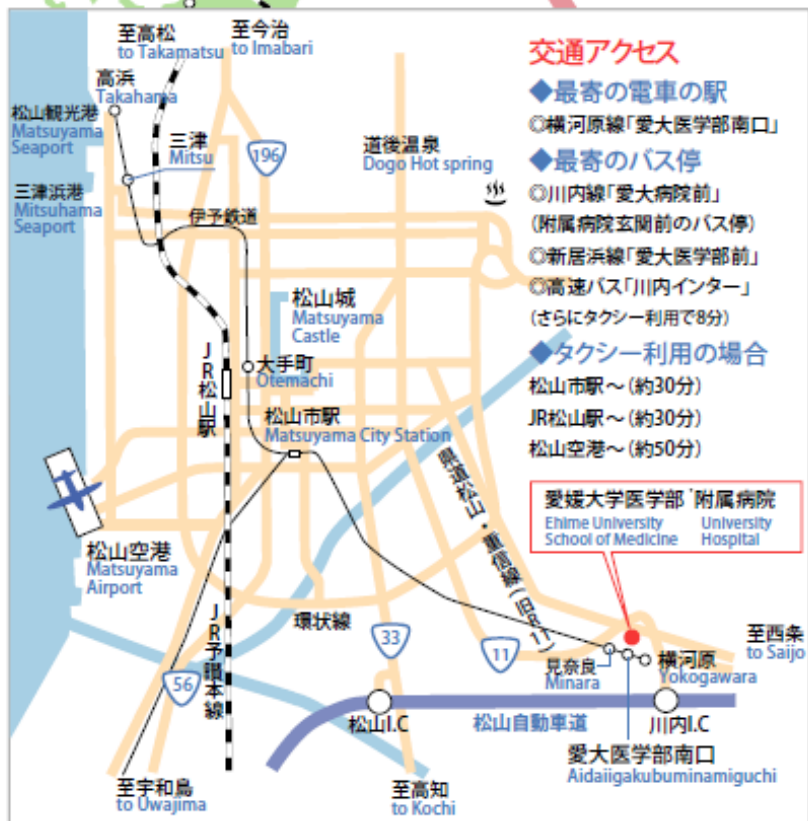 至高松
to Takamatsu
至今治
to Imabari
高浜
Takahama
松山観光港
Matsuyama
Seaport
三津
Mitsu
196
道後温泉
Dogo Hot spring
三津浜港
Mitsuhama
Seaport
伊予鉄道
松山城
Matsuyama
Castle
JR松山駅
大手町
Otemachi
松山市駅
Matsuyama City Station
県道松山・重信線(旧R11)
松山空港
Matsuyama
Airport
JR予讃本線
環状線
33
11
56
見奈良
Minara
横河原
Yokogawara
至西条
to Saijo
松山I.C
松山自動車道
川内I.C
愛大医学部南口
Aidaiigakubuminamiguchi
至宇和島
to Uwajima
至高知
to Kochi
交通アクセス
◆最寄の電車の駅
◎横河原線「愛大医学部南口」
◆最寄のバス停
◎川内線「愛大病院前」
(附属病院玄関前のバス停)
◎新居浜線「愛大医学部前」
◎高速バス「川内インター」
(さらにタクシー利用で8分)
◆タクシー利用の場合
松山市駅～(約30分)
JR松山駅～(約30分)
松山空港～(約50分)
愛媛大学医学部・附属病院
Ehime University University
School of Medicine Hospital